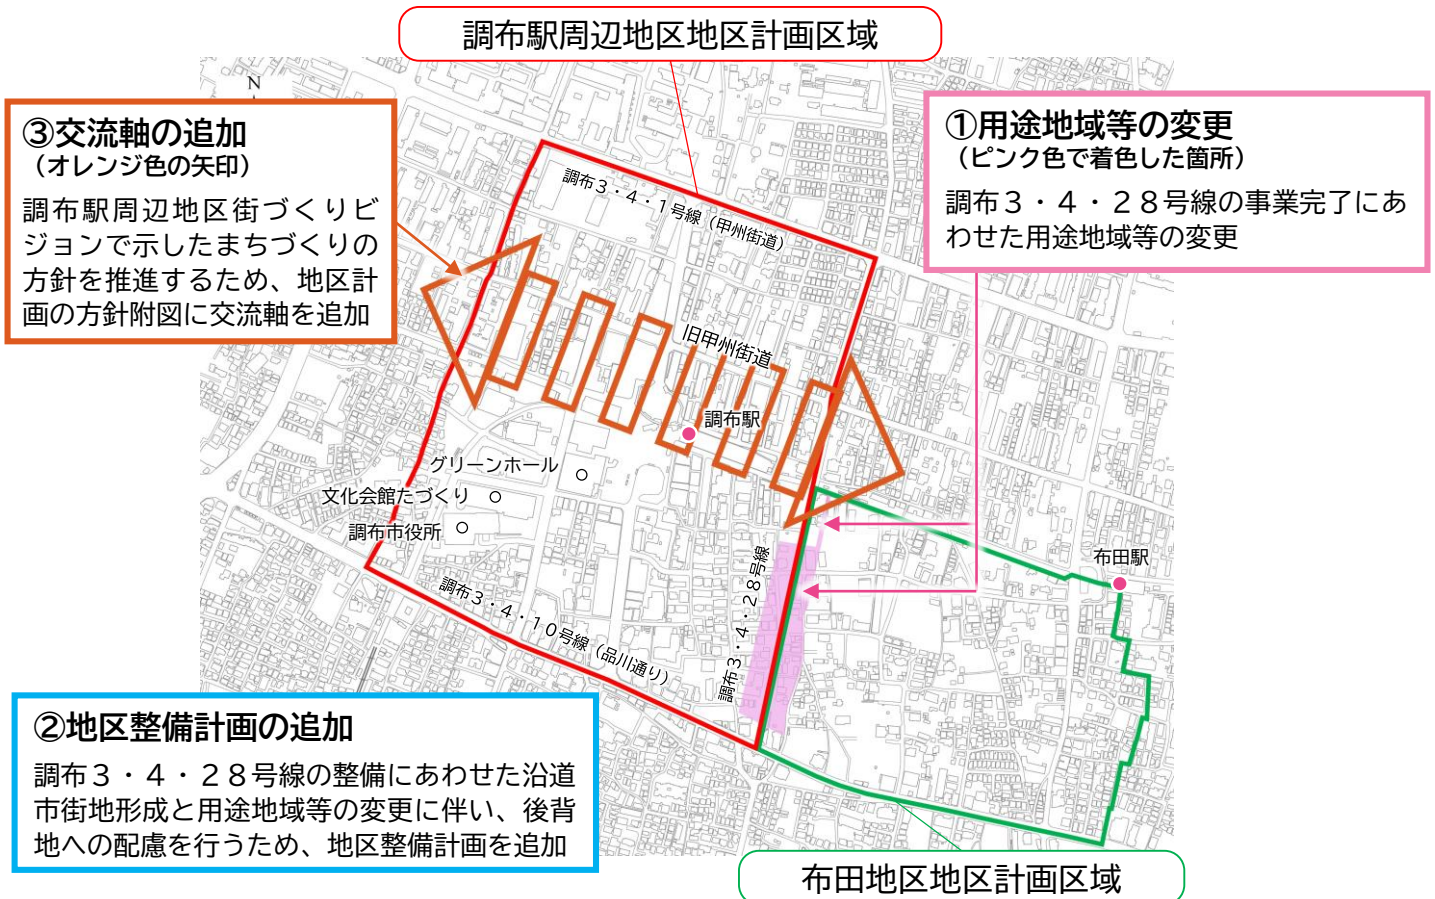 調布駅周辺地区地区計画区域
N
③交流軸の追加
（オレンジ色の矢印）
調布駅周辺地区街づくりビ
ジョンで示したまちづくりの
方針を推進するため、地区計
画の方針附図に交流軸を追加
①用途地域等の変更
（ピンク色で着色した箇所）
調布３・４・２８号線の事業完了にあ
わせた用途地域等の変更
調布３・４・１号線（甲州街道）
旧甲州街道
調布駅
グリーンホール
文化会館たづくり
調布市役所
調布３・４・２８号線
布田駅
調布３・４・１０号線（品川通り）
②地区整備計画の追加
調布３・４・２８号線の整備にあわせた沿道
市街地形成と用途地域等の変更に伴い、後背
地への配慮を行うため、地区整備計画を追加
布田地区地区計画区域